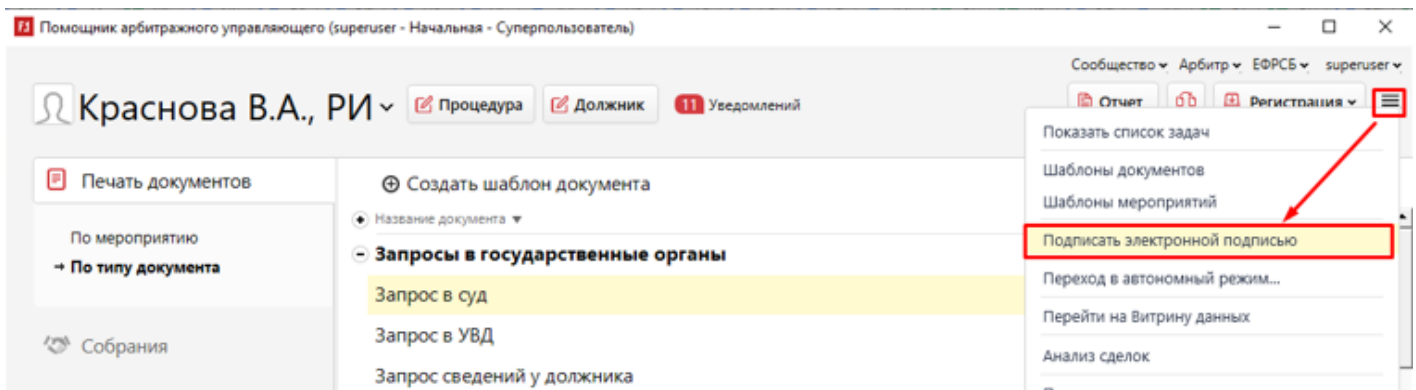 Помощник арбитражного управляющего (superuser - Начальная - Суперпользователь)
Сообщество Арбитр ЕФРСБ superuser
Краснова В.А., РИ Процедура Должник 11 Уведомлений Отчет Регистрация
Показать список задач
Печать документов Создать шаблон документа Шаблоны документов
Название документа Шаблоны мероприятий
По мероприятию
→ По типу документа Запросы в государственные органы Подписать электронной подписью
Запрос в суд Переход в автономный режим...
Запрос в УВД Перейти на Витрину данных
Собрания Анализ сделок
Запрос сведений у должника